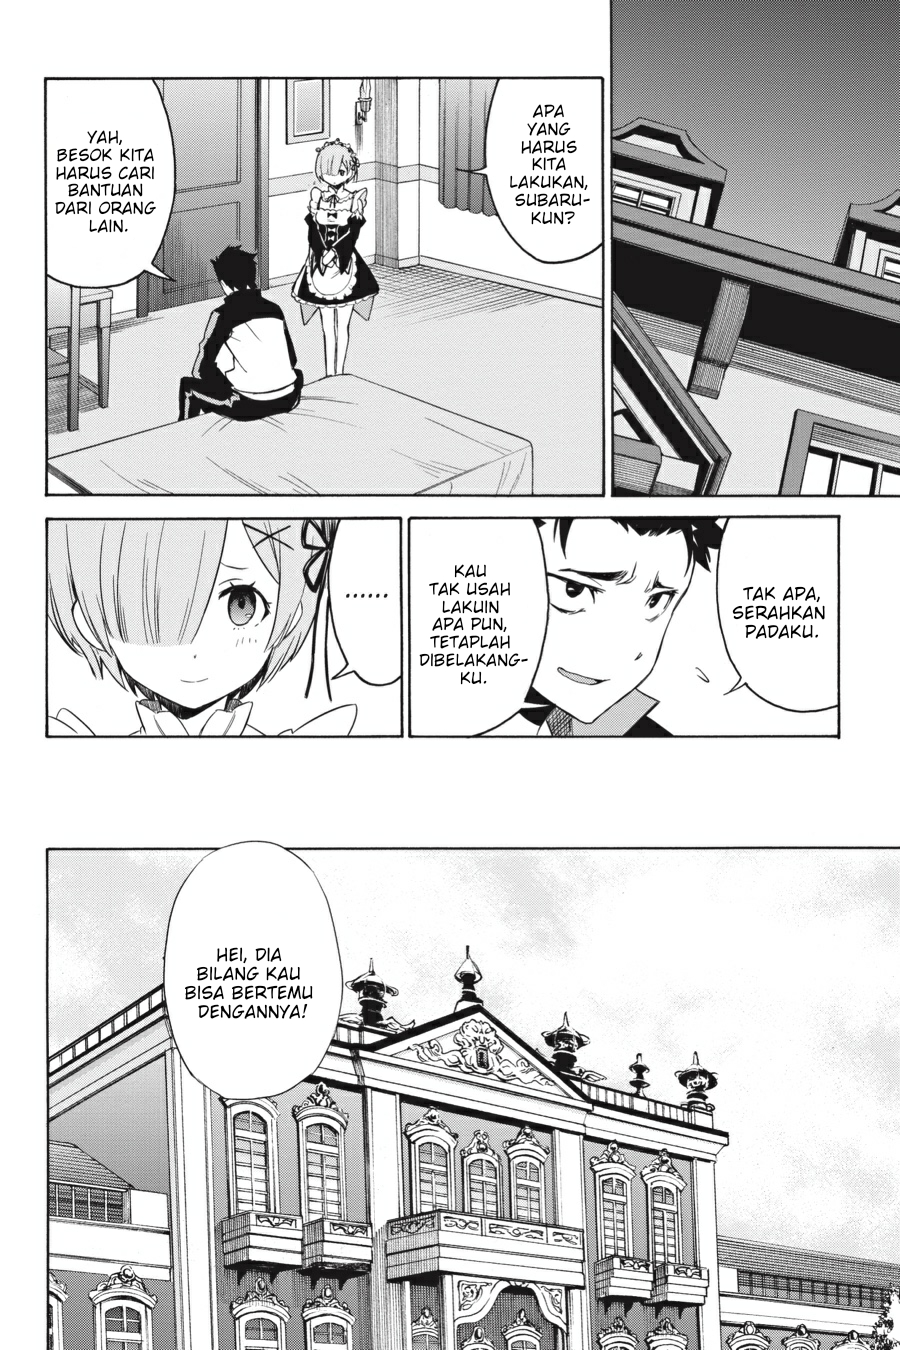 APA
YANG
HARUS
KITA
LAKUKAN,
SUBARU-
KUN?
YAH,
BESOK KITA
HARUS CARI
BANTUAN
DARI ORANG
LAIN.
TAK APA,
SERAHKAN
PADAKU.
KAU
TAK USAH
LAKUIN
APA PUN,
TETAPLAH
DIBELAKANG-
KU.
......
HEI, DIA
BILANG KAU
BISA BERTEMU
DENGANNYA!